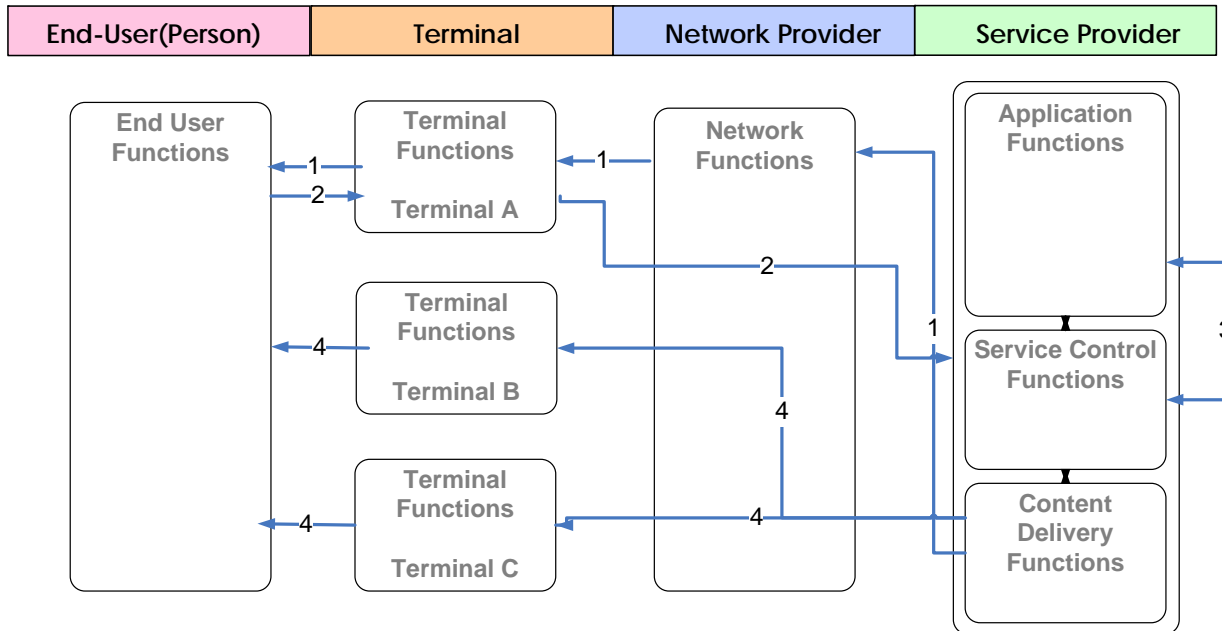 End-User(Person)
Terminal
Network Provider
Service Provider
End User
Functions
Terminal
Functions
Terminal A
Network
Functions
Application
Functions
1
1
2
2
Terminal
Functions
Terminal B
4
1
Service Control
Functions
4
Terminal
Functions
Terminal C
4
4
Content
Delivery
Functions